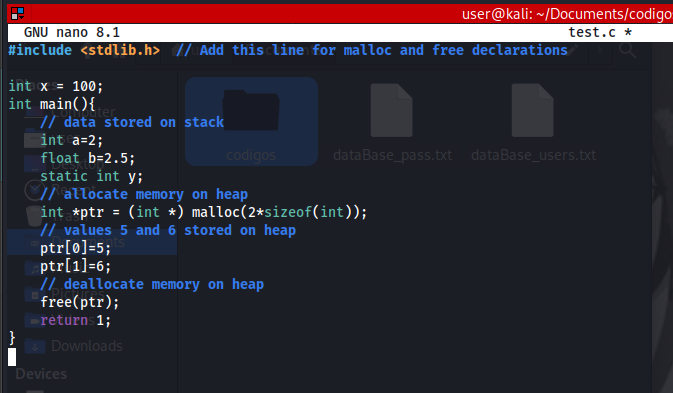 user@kali: ~/Documents/codigos
GNU nano 8.1 test.c *
#include <stdlib.h>  // Add this line for malloc and free declarations

int x = 100;
int main(){
    // data stored on stack
    int a=2;
    float b=2.5;
    static int y;
    // allocate memory on heap
    int *ptr = (int *) malloc(2*sizeof(int));
    // values 5 and 6 stored on heap
    ptr[0]=5;
    ptr[1]=6;
    // deallocate memory on heap
    free(ptr);
    return 1;
}
Places
codigos
dataBase_pass.txt
dataBase_users.txt
Downloads
Devices